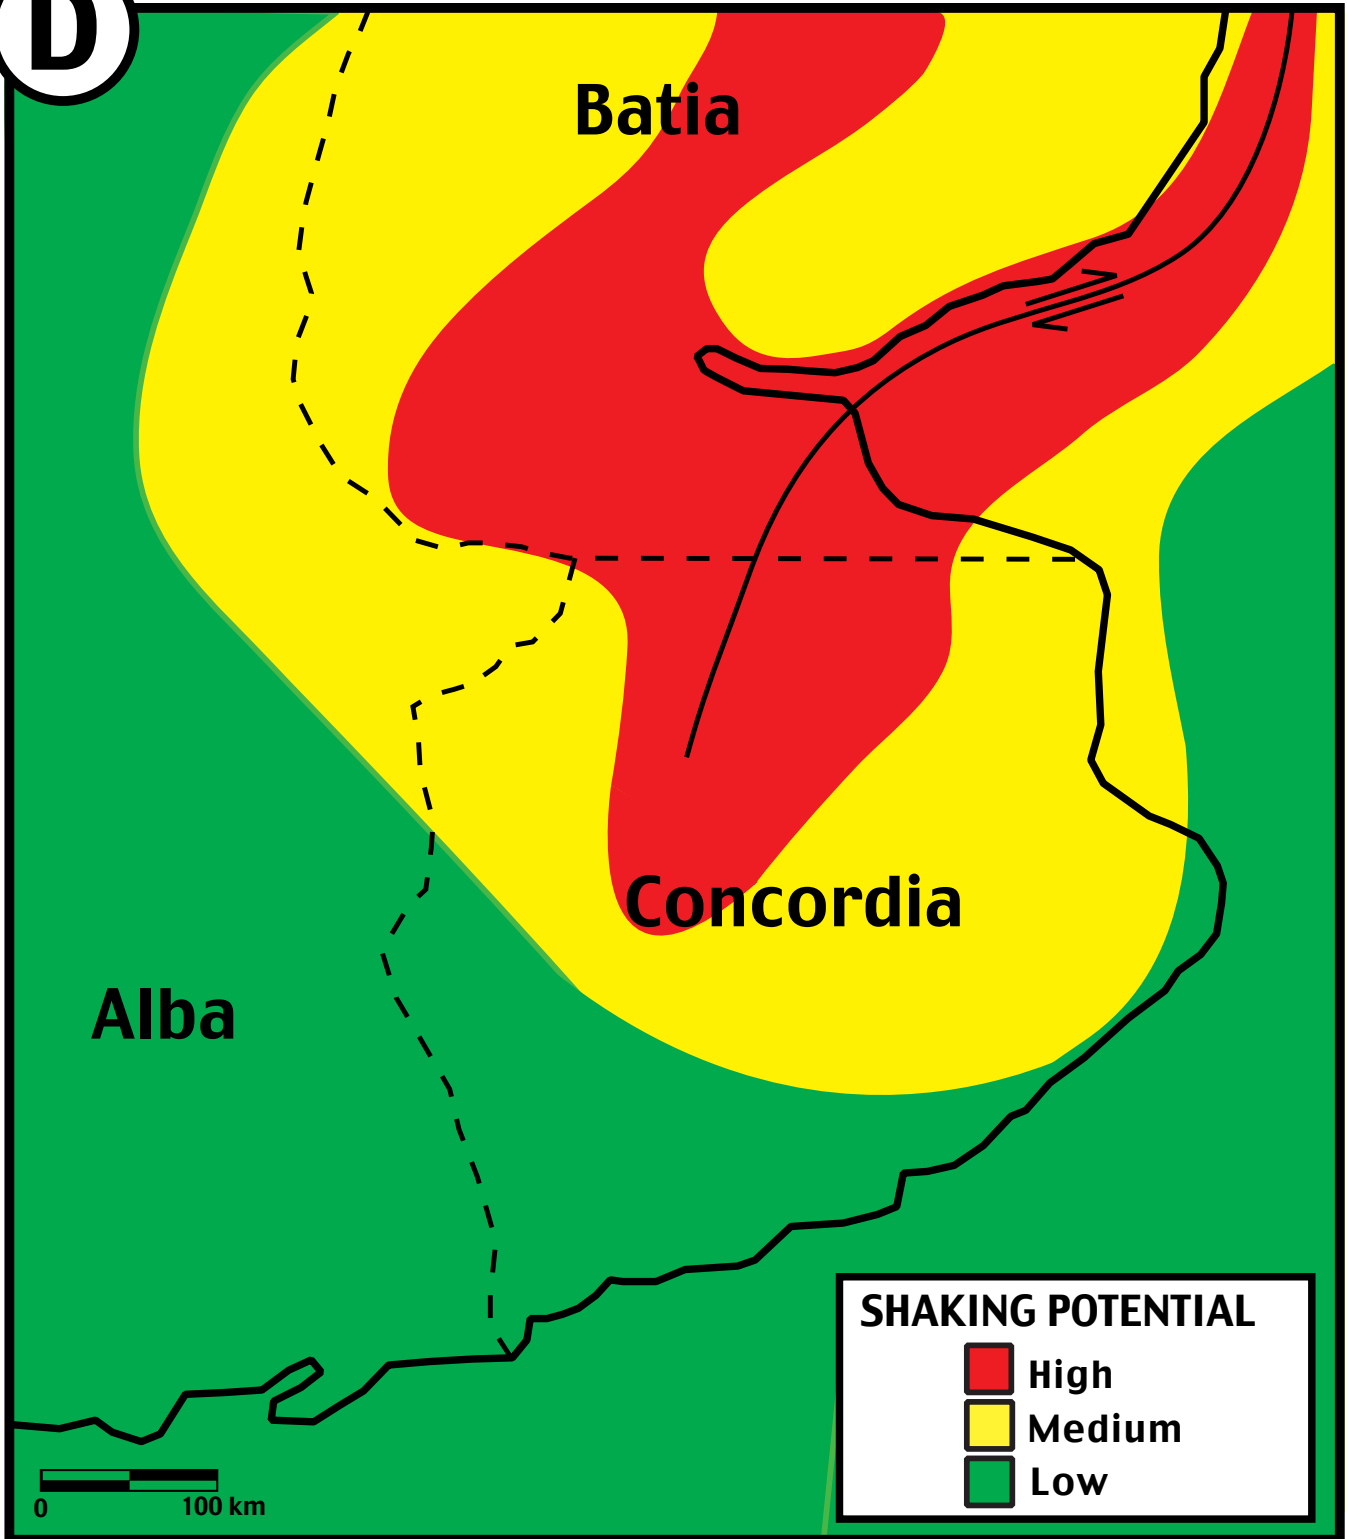 D
Batia
Concordia
Alba
SHAKING POTENTIAL
High
Medium
Low
0 100 km